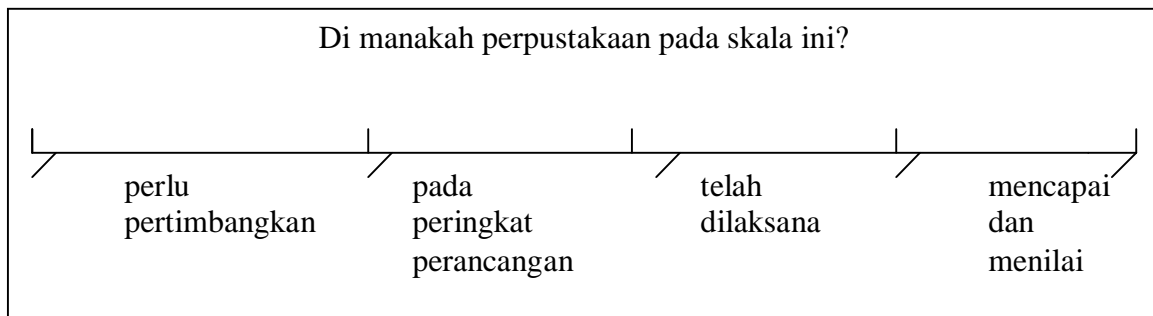 Di manakah perpustakaan pada skala ini?
perlu
pertimbangkan
pada
peringkat
perancangan
telah
dilaksana
mencapai
dan
menilai